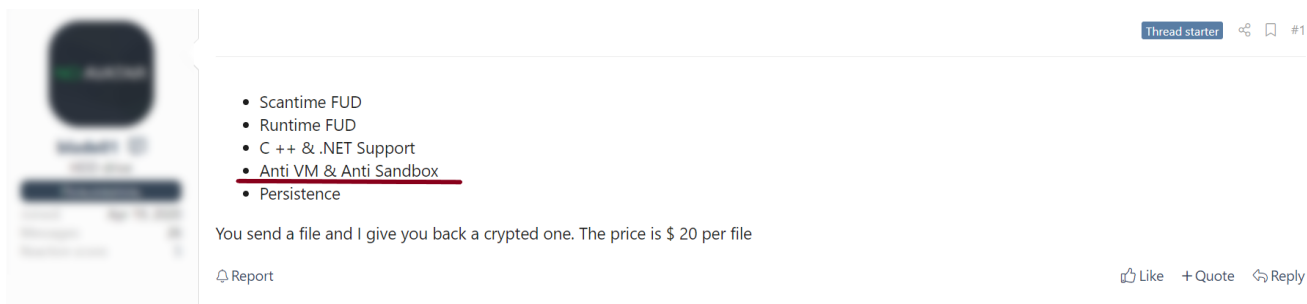 Thread starter #1
Scantime FUD
Runtime FUD
C ++ & .NET Support
Anti VM & Anti Sandbox
Persistence
You send a file and I give you back a crypted one. The price is $ 20 per file
Report Like +Quote Reply